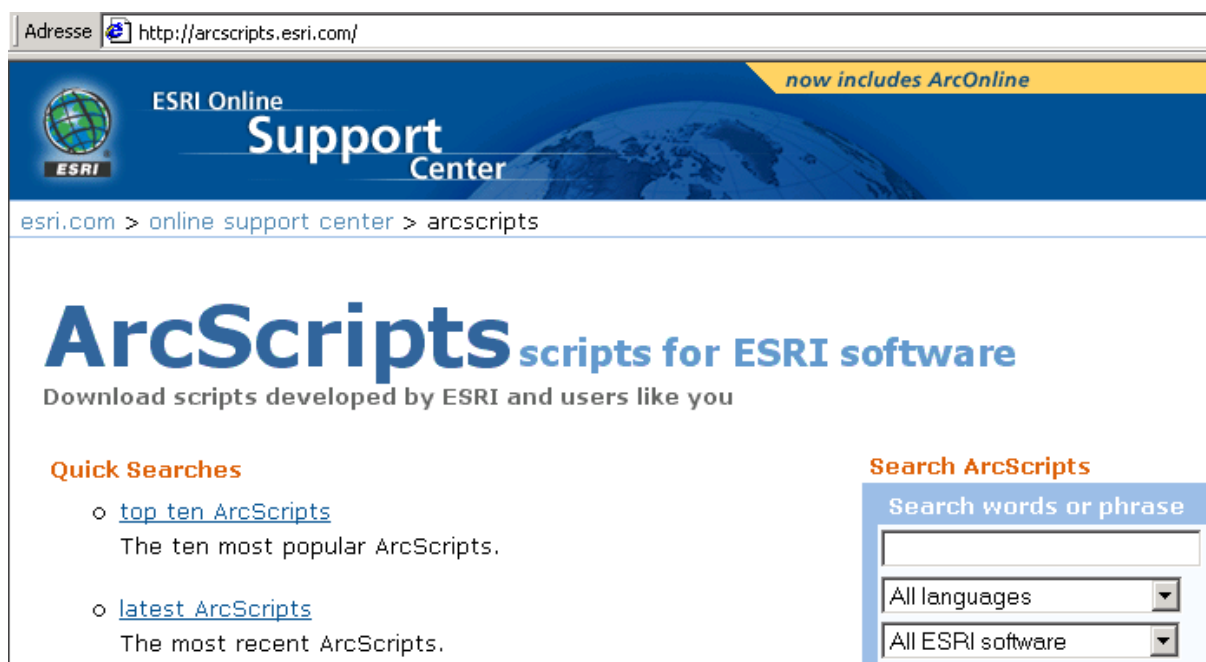 Adresse http://arcscripts.esri.com/
now includes ArcOnline
ESRI Online
Support
Center
ESRI
esri.com > online support center > arcscripts
ArcScripts scripts for ESRI software
Download scripts developed by ESRI and users like you
Quick Searches
top ten ArcScripts
The ten most popular ArcScripts.
latest ArcScripts
The most recent ArcScripts.
Search ArcScripts
Search words or phrase
All languages
All ESRI software